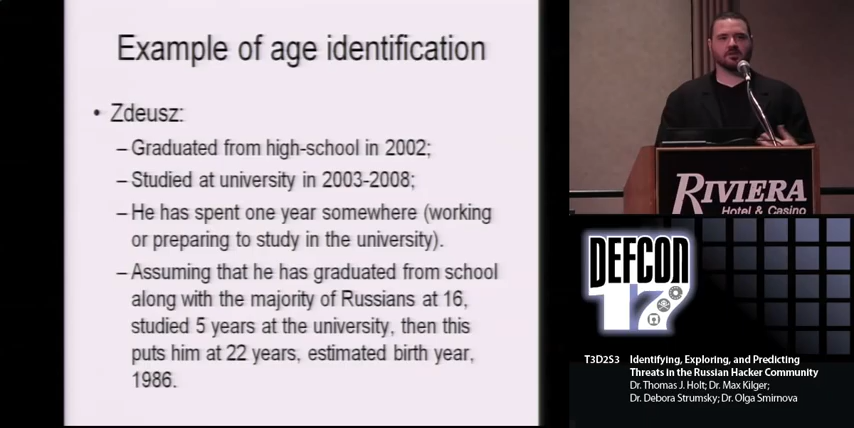 Example of age identification
• Zdeusz:
– Graduated from high-school in 2002;
– Studied at university in 2003-2008;
– He has spent one year somewhere (working
or preparing to study in the university).
– Assuming that he has graduated from school
along with the majority of Russians at 16,
studied 5 years at the university, then this
puts him at 22 years, estimated birth year,
1986.
RIVIERA
Hotel & Casino
DEFCON
17
T3D2S3 Identifying, Exploring, and Predicting
Threats in the Russian Hacker Community
Dr. Thomas J. Holt; Dr. Max Kilger;
Dr. Debora Strumsky; Dr. Olga Smirnova